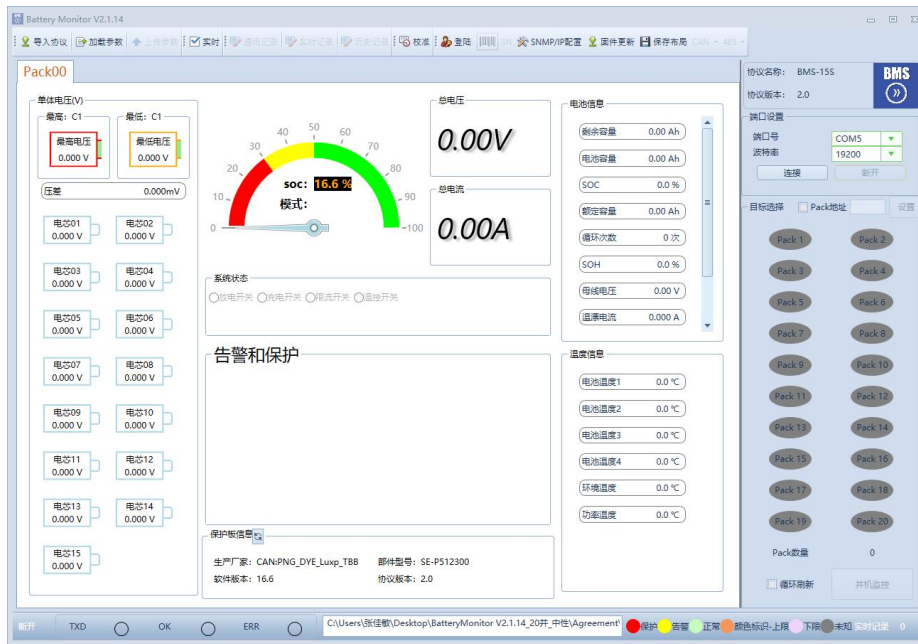 Battery Monitor V2.1.14
导入协议 加载参数 上传参数 实时 通讯记录 实时记录 历史记录 校准 登陆 SN SNMP/IP配置 固件更新 保存布局 CAN 485
Pack00
单体电压(V)
最高: C1
最高电压
0.000 V
最低: C1
最低电压
0.000 V
压差 0.000mV
电芯01
0.000 V
电芯02
0.000 V
电芯03
0.000 V
电芯04
0.000 V
电芯05
0.000 V
电芯06
0.000 V
电芯07
0.000 V
电芯08
0.000 V
电芯09
0.000 V
电芯10
0.000 V
电芯11
0.000 V
电芯12
0.000 V
电芯13
0.000 V
电芯14
0.000 V
电芯15
0.000 V
0 10 20 30 40 50 60 70 80 90 100
soc: 16.6 %
模式:
总电压
0.00V
总电流
0.00A
系统状态
放电开关 充电开关 限流开关 温控开关
告警和保护
保护板信息
生产厂家: CAN:PNG_DYE_Luxp_TBB 部件型号: SE-P512300
软件版本: 16.6 协议版本: 2.0
电池信息
剩余容量 0.00 Ah
电池容量 0.00 Ah
SOC 0.0 %
额定容量 0.00 Ah
循环次数 0 次
SOH 0.0 %
母线电压 0.00 V
温漂电流 0.000 A
温度信息
电池温度1 0.0 ℃
电池温度2 0.0 ℃
电池温度3 0.0 ℃
电池温度4 0.0 ℃
环境温度 0.0 ℃
功率温度 0.0 ℃
协议名称: BMS-15S
协议版本: 2.0
BMS
端口设置
端口号 COM5
波特率 19200
连接 断开
目标选择 Pack地址 设置
Pack 1 Pack 2
Pack 3 Pack 4
Pack 5 Pack 6
Pack 7 Pack 8
Pack 9 Pack 10
Pack 11 Pack 12
Pack 13 Pack 14
Pack 15 Pack 16
Pack 17 Pack 18
Pack 19 Pack 20
Pack数量 0
循环刷新 并机监控
断开 TXD OK ERR C:\Users\张佳敏\Desktop\BatteryMonitor V2.1.14_20并_中性\Agreement\ 保护 告警 正常 颜色标识-上限 下限 未知 实时记录 0